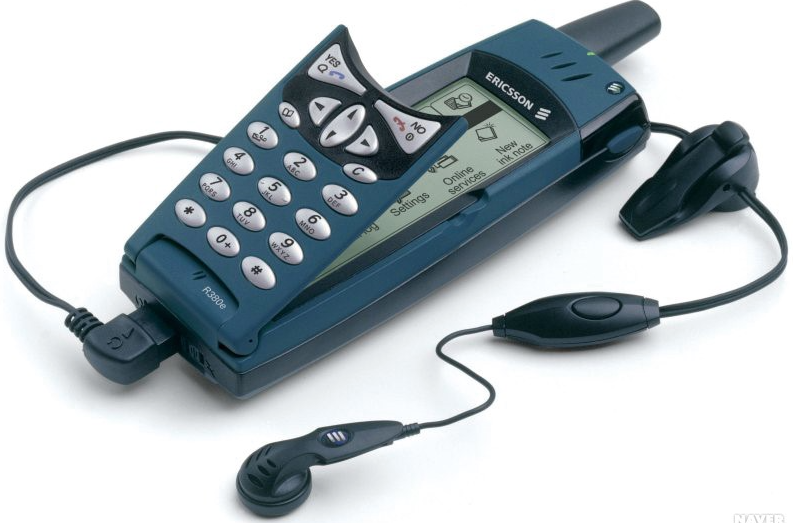 ERICSSON
New
ink note
Online
services
Settings
YES
NO
C
1
2
ABC
3
DEF
4
GHI
5
JKL
6
MNO
7
PQRS
8
TUV
9
WXYZ
*
0+
#
R380e
NAVER